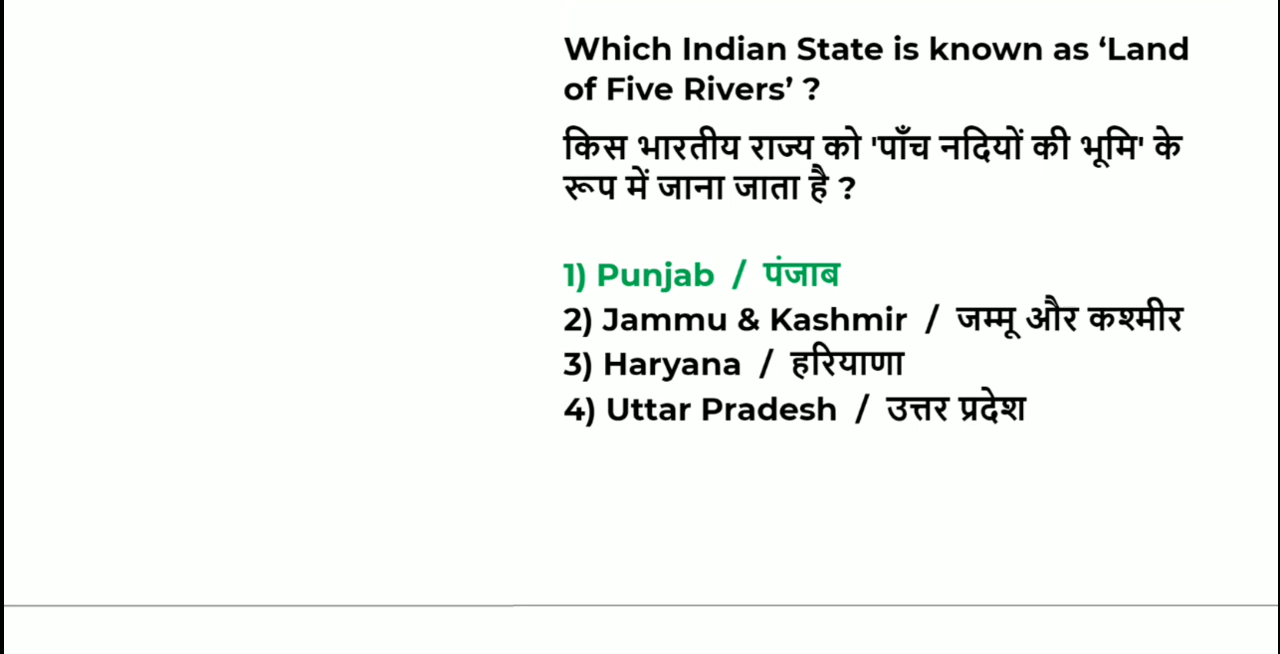 Which Indian State is known as ‘Land
of Five Rivers’ ?
किस भारतीय राज्य को 'पाँच नदियों की भूमि' के
रूप में जाना जाता है ?
1) Punjab / पंजाब
2) Jammu & Kashmir / जम्मू और कश्मीर
3) Haryana / हरियाणा
4) Uttar Pradesh / उत्तर प्रदेश